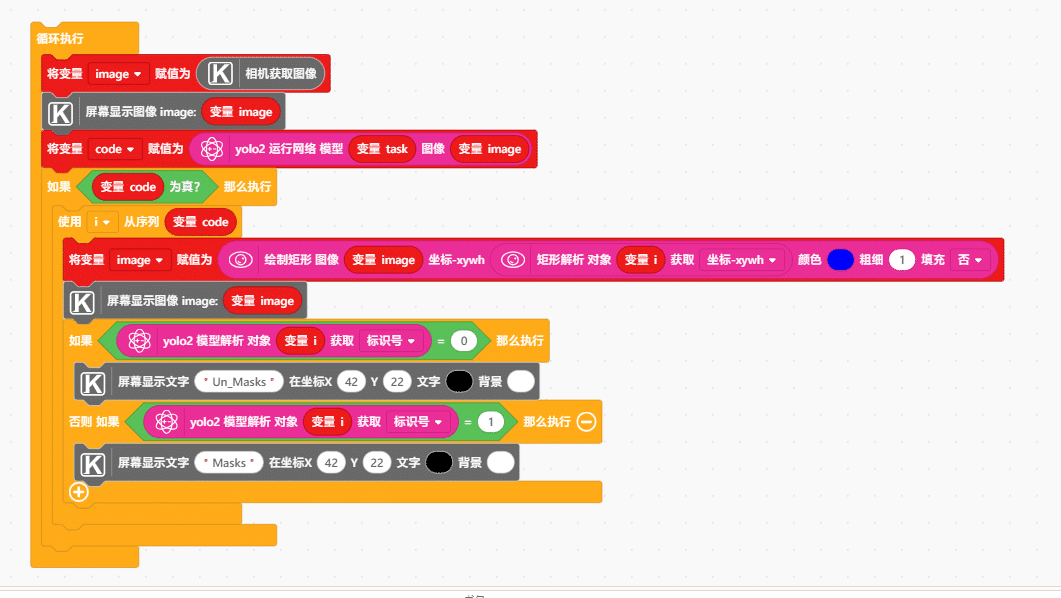 循环执行
将变量 image 赋值为 K 相机获取图像
K 屏幕显示图像 image: 变量 image
将变量 code 赋值为 yolo2 运行网络 模型 变量 task 图像 变量 image
如果 变量 code 为真? 那么执行
使用 i 从序列 变量 code
将变量 image 赋值为 绘制矩形 图像 变量 image 坐标-xywh 矩形解析 对象 变量 i 获取 坐标-xywh 颜色 粗细 1 填充 否
K 屏幕显示图像 image: 变量 image
如果 yolo2 模型解析 对象 变量 i 获取 标识号 = 0 那么执行
K 屏幕显示文字 " Un_Masks " 在坐标X 42 Y 22 文字 背景
否则 如果 yolo2 模型解析 对象 变量 i 获取 标识号 = 1 那么执行
K 屏幕显示文字 " Masks " 在坐标X 42 Y 22 文字 背景